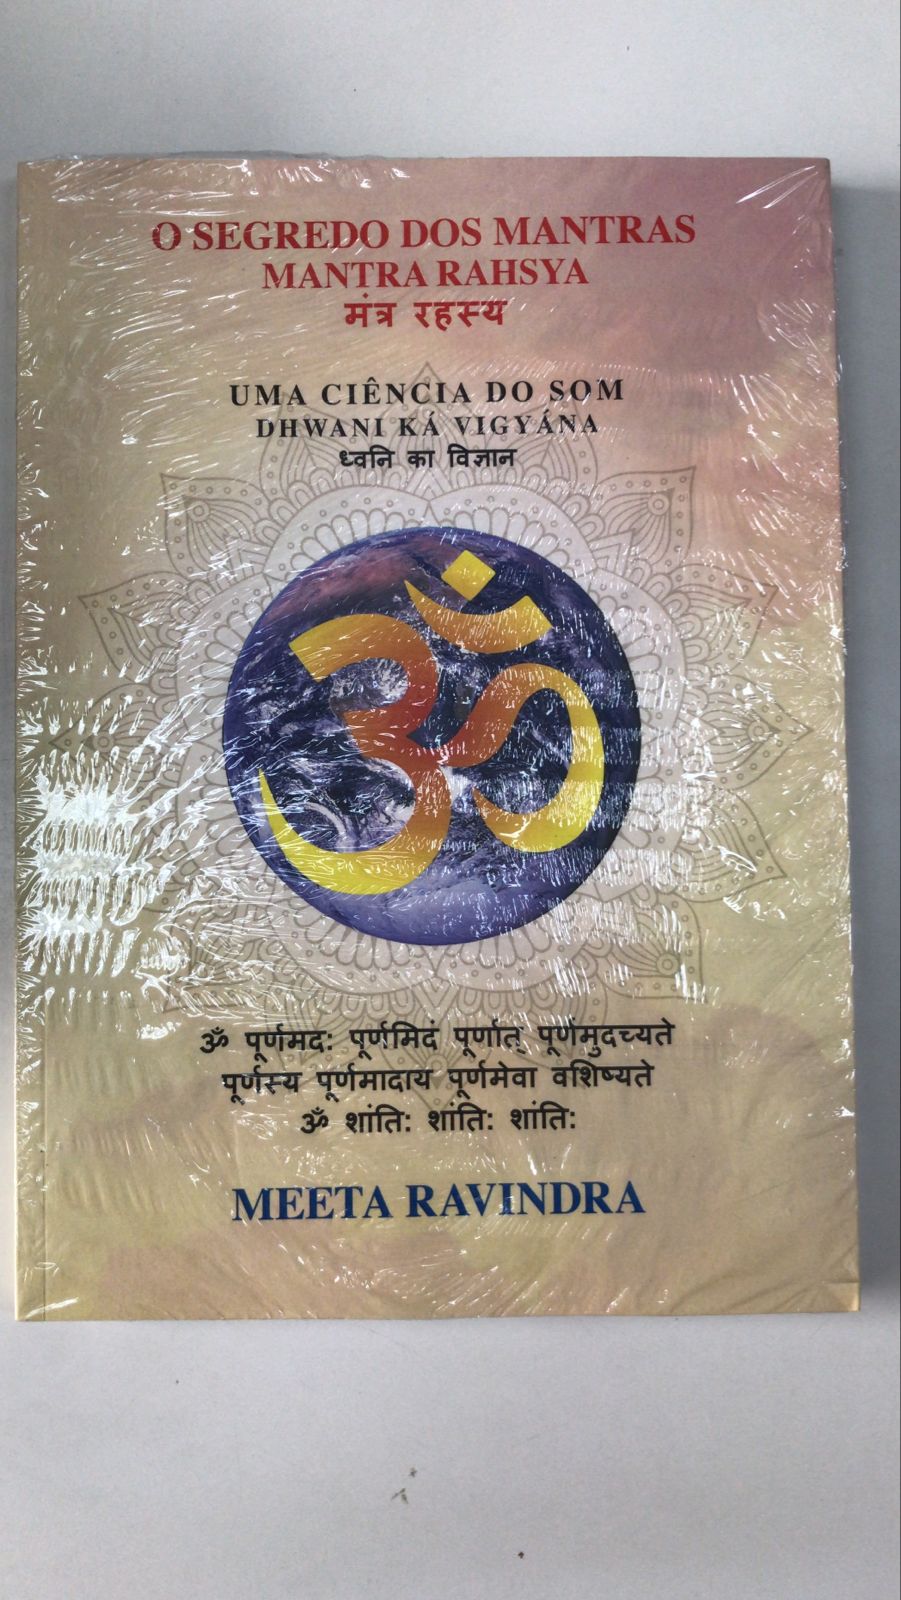 O SEGREDO DOS MANTRAS
MANTRA RAHSYA
मंत्र रहस्य
UMA CIÊNCIA DO SOM
DHWANI KÁ VIGYÁNA
ध्वनि का विज्ञान
ॐ
ॐ पूर्णमदः पूर्णमिदं पूर्णात् पूर्णमुदच्यते
पूर्णस्य पूर्णमादाय पूर्णमेवा वशिष्यते
ॐ शांतिः शांतिः शांतिः
MEETA RAVINDRA